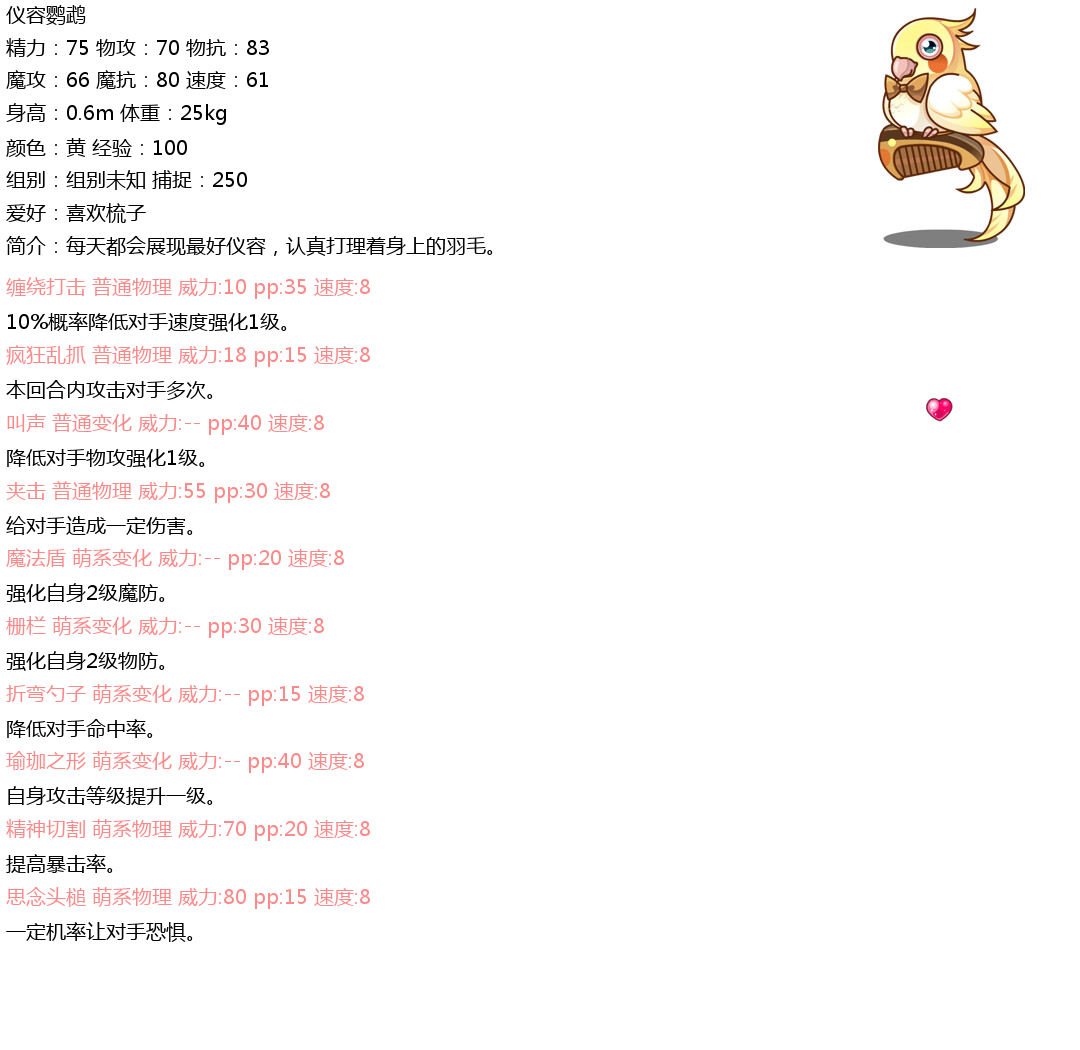 仪容鹦鹉
精力：75 物攻：70 物抗：83
魔攻：66 魔抗：80 速度：61
身高：0.6m 体重：25kg
颜色：黄 经验：100
组别：组别未知 捕捉：250
爱好：喜欢梳子
简介：每天都会展现最好仪容，认真打理着身上的羽毛。
缠绕打击 普通物理 威力:10 pp:35 速度:8
10%概率降低对手速度强化1级。
疯狂乱抓 普通物理 威力:18 pp:15 速度:8
本回合内攻击对手多次。
叫声 普通变化 威力:-- pp:40 速度:8
降低对手物攻强化1级。
夹击 普通物理 威力:55 pp:30 速度:8
给对手造成一定伤害。
魔法盾 萌系变化 威力:-- pp:20 速度:8
强化自身2级魔防。
栅栏 萌系变化 威力:-- pp:30 速度:8
强化自身2级物防。
折弯勺子 萌系变化 威力:-- pp:15 速度:8
降低对手命中率。
瑜珈之形 萌系变化 威力:-- pp:40 速度:8
自身攻击等级提升一级。
精神切割 萌系物理 威力:70 pp:20 速度:8
提高暴击率。
思念头槌 萌系物理 威力:80 pp:15 速度:8
一定机率让对手恐惧。